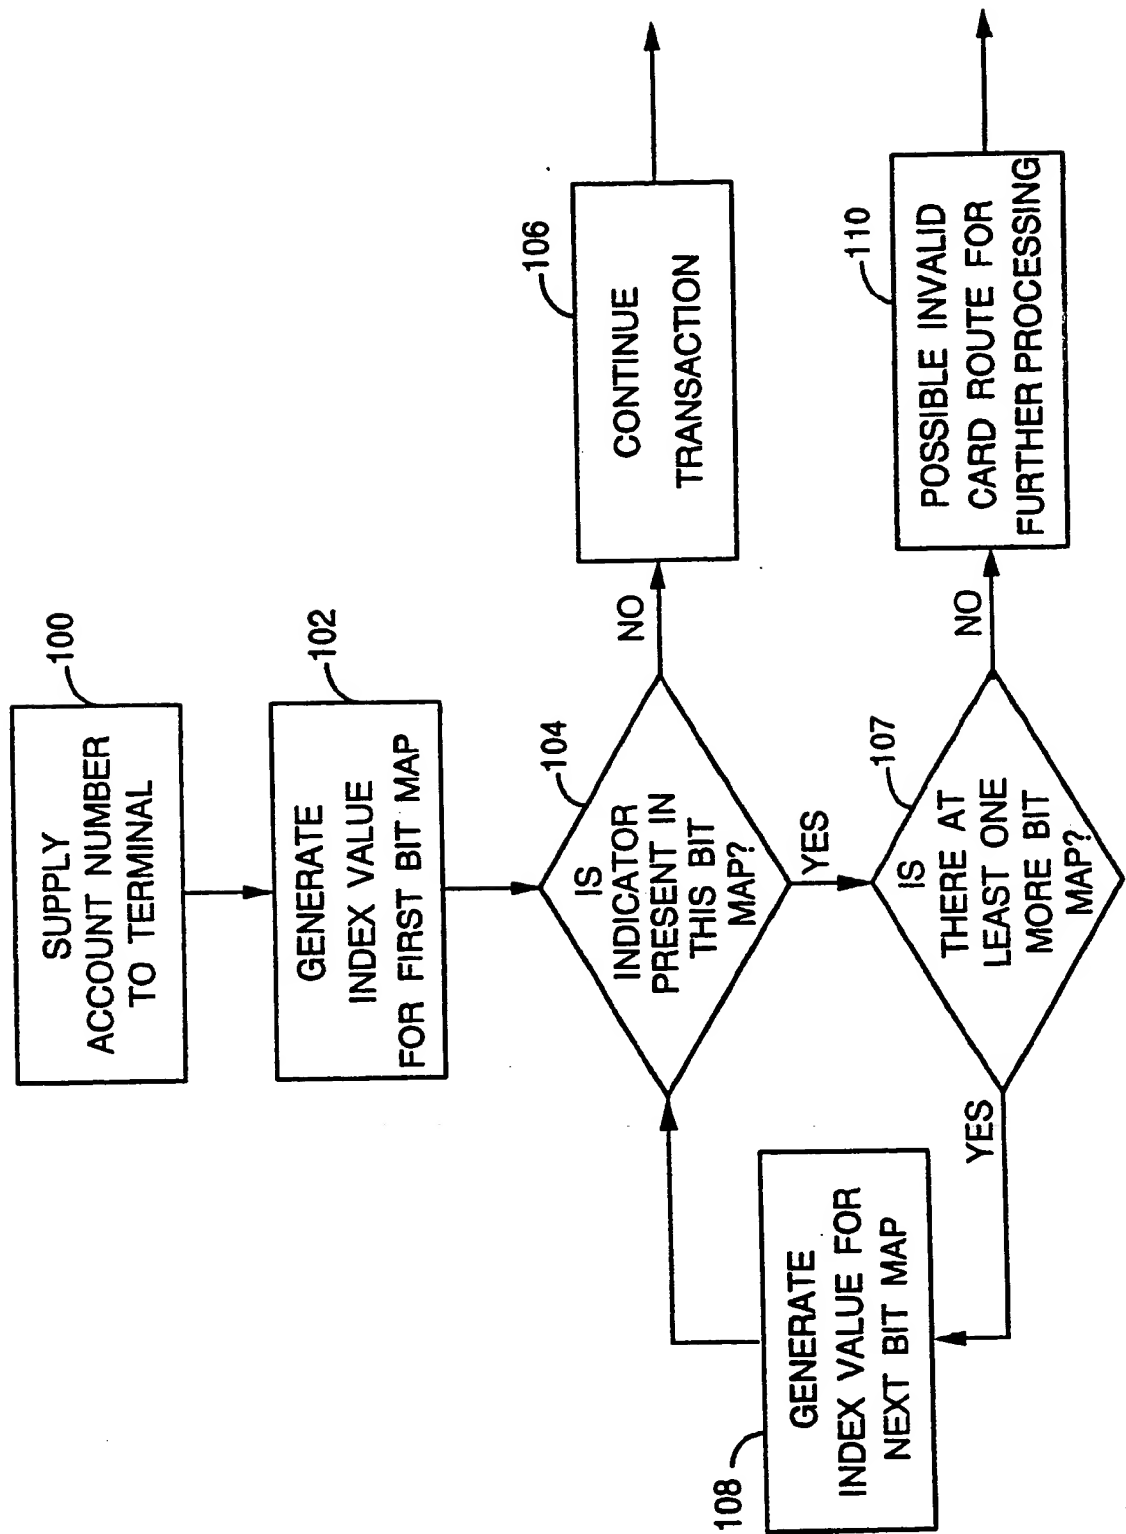 100
SUPPLY
ACCOUNT NUMBER
TO TERMINAL
102
GENERATE
INDEX VALUE
FOR FIRST BIT MAP
104
IS
INDICATOR
PRESENT IN
THIS BIT
MAP?
NO
106
CONTINUE
TRANSACTION
YES
107
IS
THERE AT
LEAST ONE
MORE BIT
MAP?
NO
110
POSSIBLE INVALID
CARD ROUTE FOR
FURTHER PROCESSING
YES
108
GENERATE
INDEX VALUE FOR
NEXT BIT MAP